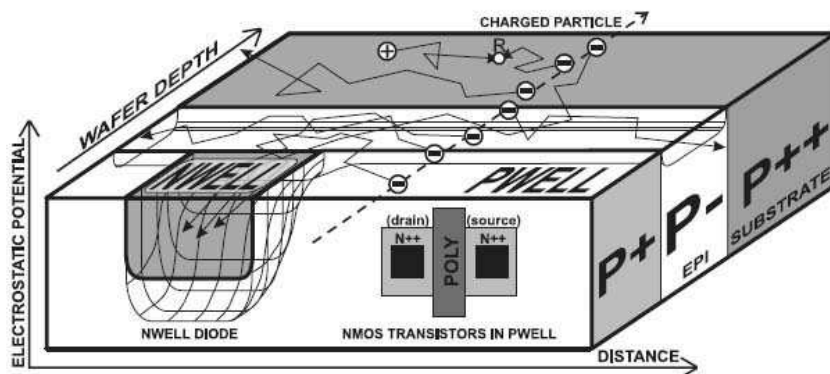 CHARGED PARTICLE
WAFER DEPTH
ELECTROSTATIC POTENTIAL
R
NWELL
PWELL
(drain)
N++
POLY
(source)
N++
P+
P-
EPI
P++
SUBSTRATE
NWELL DIODE
NMOS TRANSISTORS IN PWELL
DISTANCE